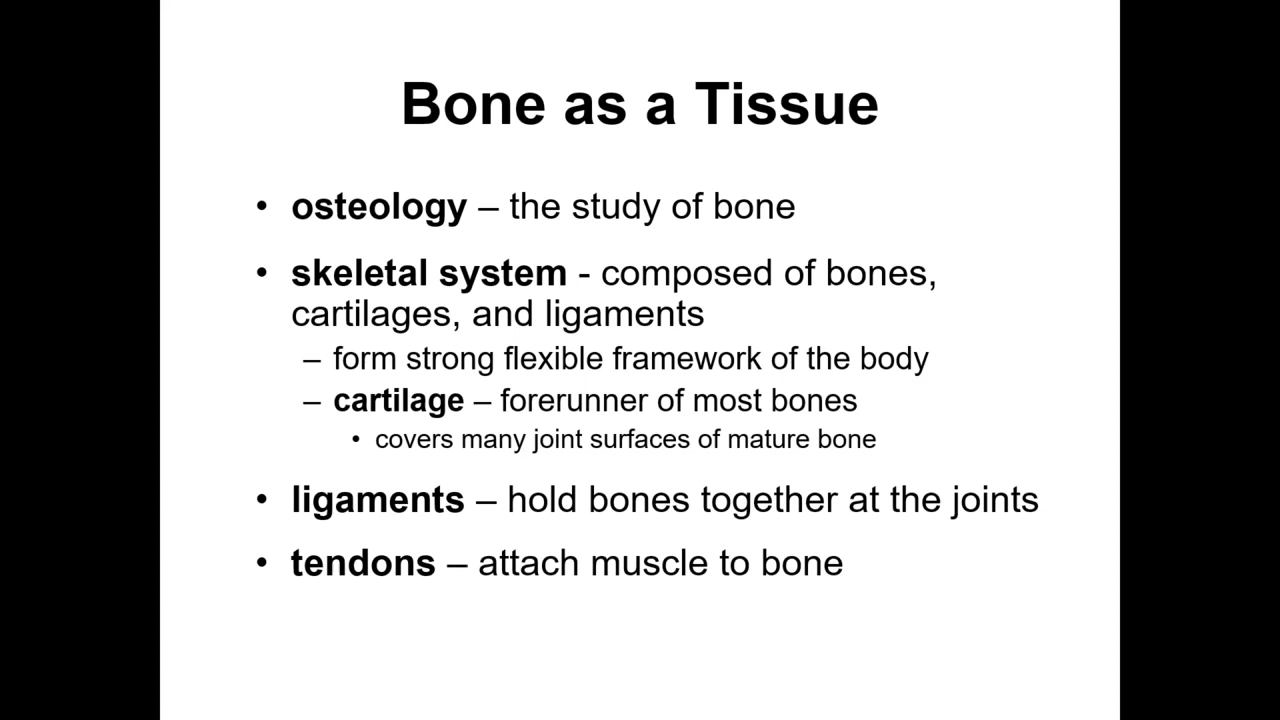 Bone as a Tissue
• osteology – the study of bone
• skeletal system - composed of bones,
cartilages, and ligaments
– form strong flexible framework of the body
– cartilage – forerunner of most bones
• covers many joint surfaces of mature bone
• ligaments – hold bones together at the joints
• tendons – attach muscle to bone